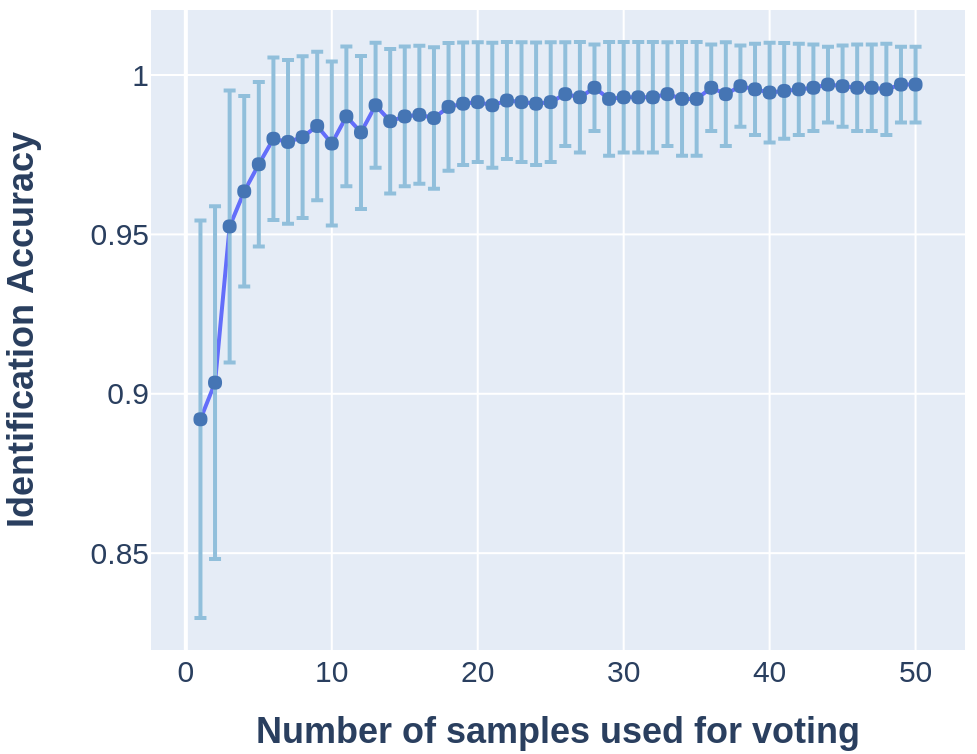 Identification Accuracy
1
0.95
0.9
0.85
0 10 20 30 40 50
Number of samples used for voting